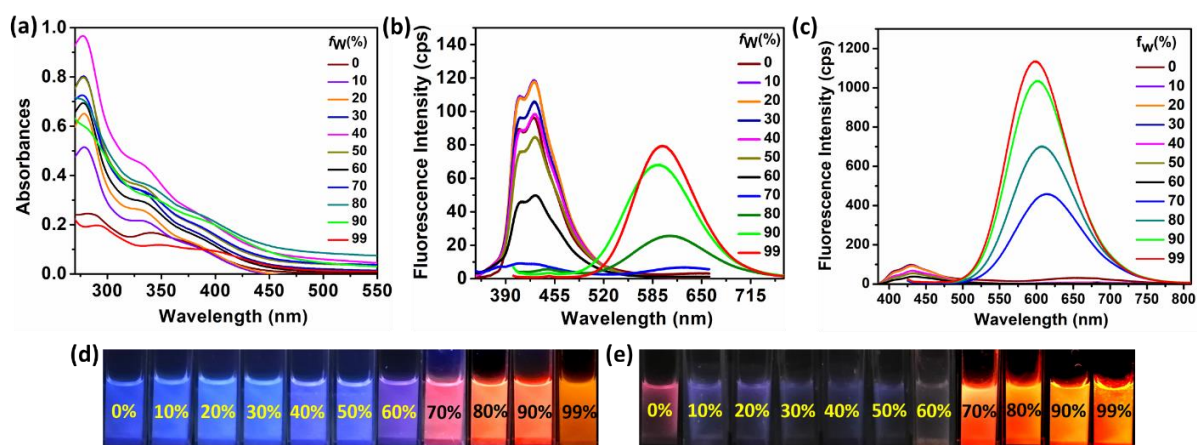 (a)
1.0
0.8
0.6
0.4
0.2
0.0
Absorbances
300 350 400 450 500 550
Wavelength (nm)
fW(%)
0
10
20
30
40
50
60
70
80
90
99
(b)
140
120
100
80
60
40
20
0
Fluorescence Intensity (cps)
390 455 520 585 650 715
Wavelength (nm)
fW(%)
0
10
20
30
40
50
60
70
80
90
99
(c)
1200
1000
800
600
400
200
0
Fluorescence Intensity (cps)
400 450 500 550 600 650 700 750 800
Wavelength (nm)
fw(%)
0
10
20
30
40
50
60
70
80
90
99
(d)
0% 10% 20% 30% 40% 50% 60% 70% 80% 90% 99%
(e)
0% 10% 20% 30% 40% 50% 60% 70% 80% 90% 99%